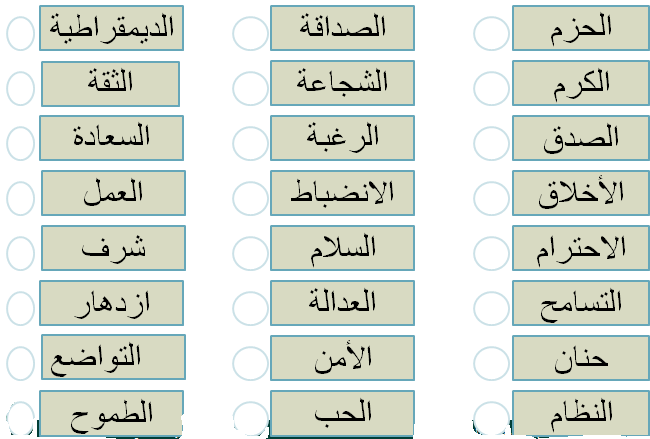 الحزم الصداقة الديمقراطية
الكرم الشجاعة الثقة
الصدق الرغبة السعادة
الأخلاق الانضباط العمل
الاحترام السلام شرف
التسامح العدالة ازدهار
حنان الأمن التواضع
النظام الحب الطموح